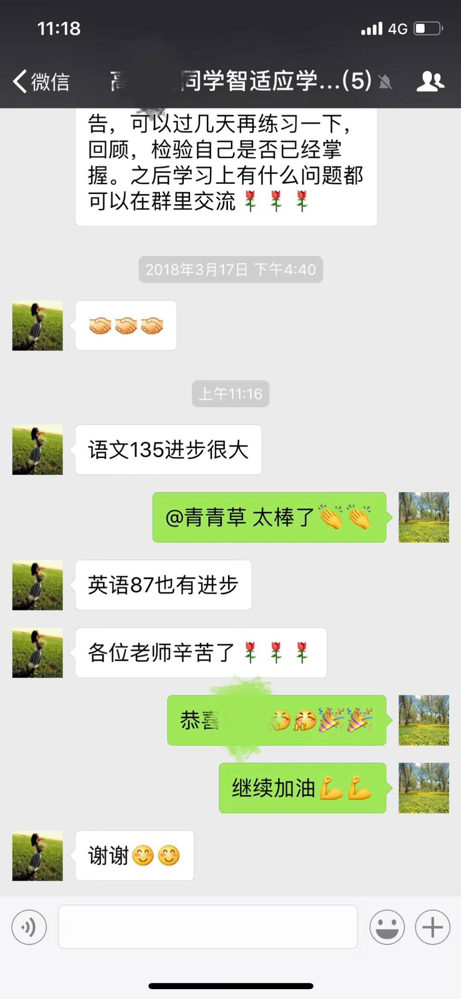 11:18
4G
微信
高
同学智适应学...(5)
告，可以过几天再练习一下，
回顾，检验自己是否已经掌
握。之后学习上有什么问题都
可以在群里交流🌹🌹🌹
2018年3月17日 下午4:40
🤝🤝🤝
上午11:16
语文135进步很大
@青青草 太棒了👏👏
英语87也有进步
各位老师辛苦了🌹🌹🌹
恭喜
🎉🎉
继续加油💪💪
谢谢😊😊